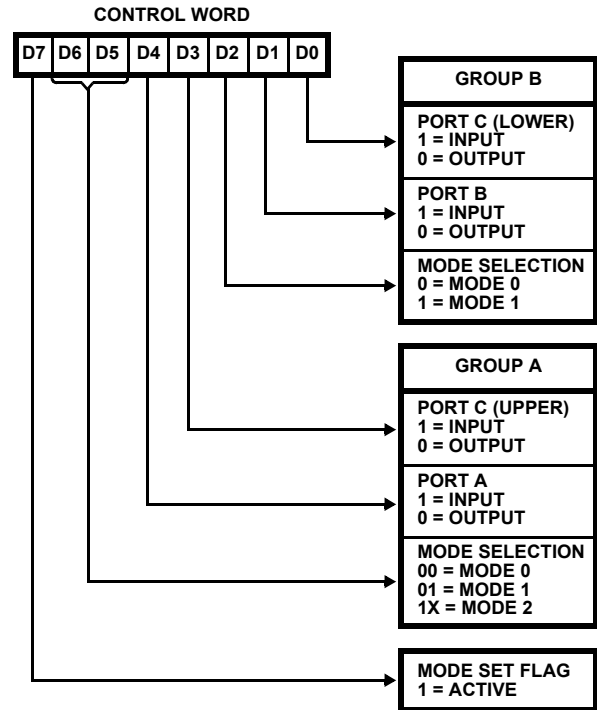 CONTROL WORD
D7 D6 D5 D4 D3 D2 D1 D0
GROUP B
PORT C (LOWER)
1 = INPUT
0 = OUTPUT
PORT B
1 = INPUT
0 = OUTPUT
MODE SELECTION
0 = MODE 0
1 = MODE 1
GROUP A
PORT C (UPPER)
1 = INPUT
0 = OUTPUT
PORT A
1 = INPUT
0 = OUTPUT
MODE SELECTION
00 = MODE 0
01 = MODE 1
1X = MODE 2
MODE SET FLAG
1 = ACTIVE